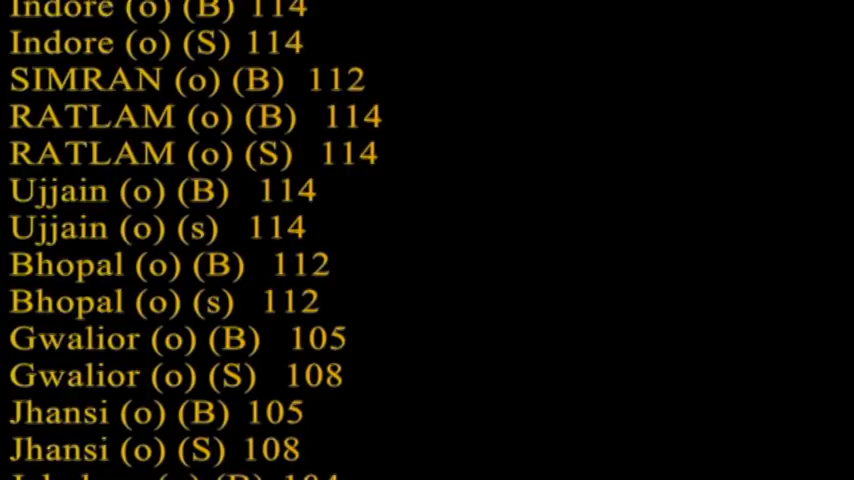 Indore (o) (B) 114
Indore (o) (S) 114
SIMRAN (o) (B) 112
RATLAM (o) (B) 114
RATLAM (o) (S) 114
Ujjain (o) (B) 114
Ujjain (o) (s) 114
Bhopal (o) (B) 112
Bhopal (o) (s) 112
Gwalior (o) (B) 105
Gwalior (o) (S) 108
Jhansi (o) (B) 105
Jhansi (o) (S) 108